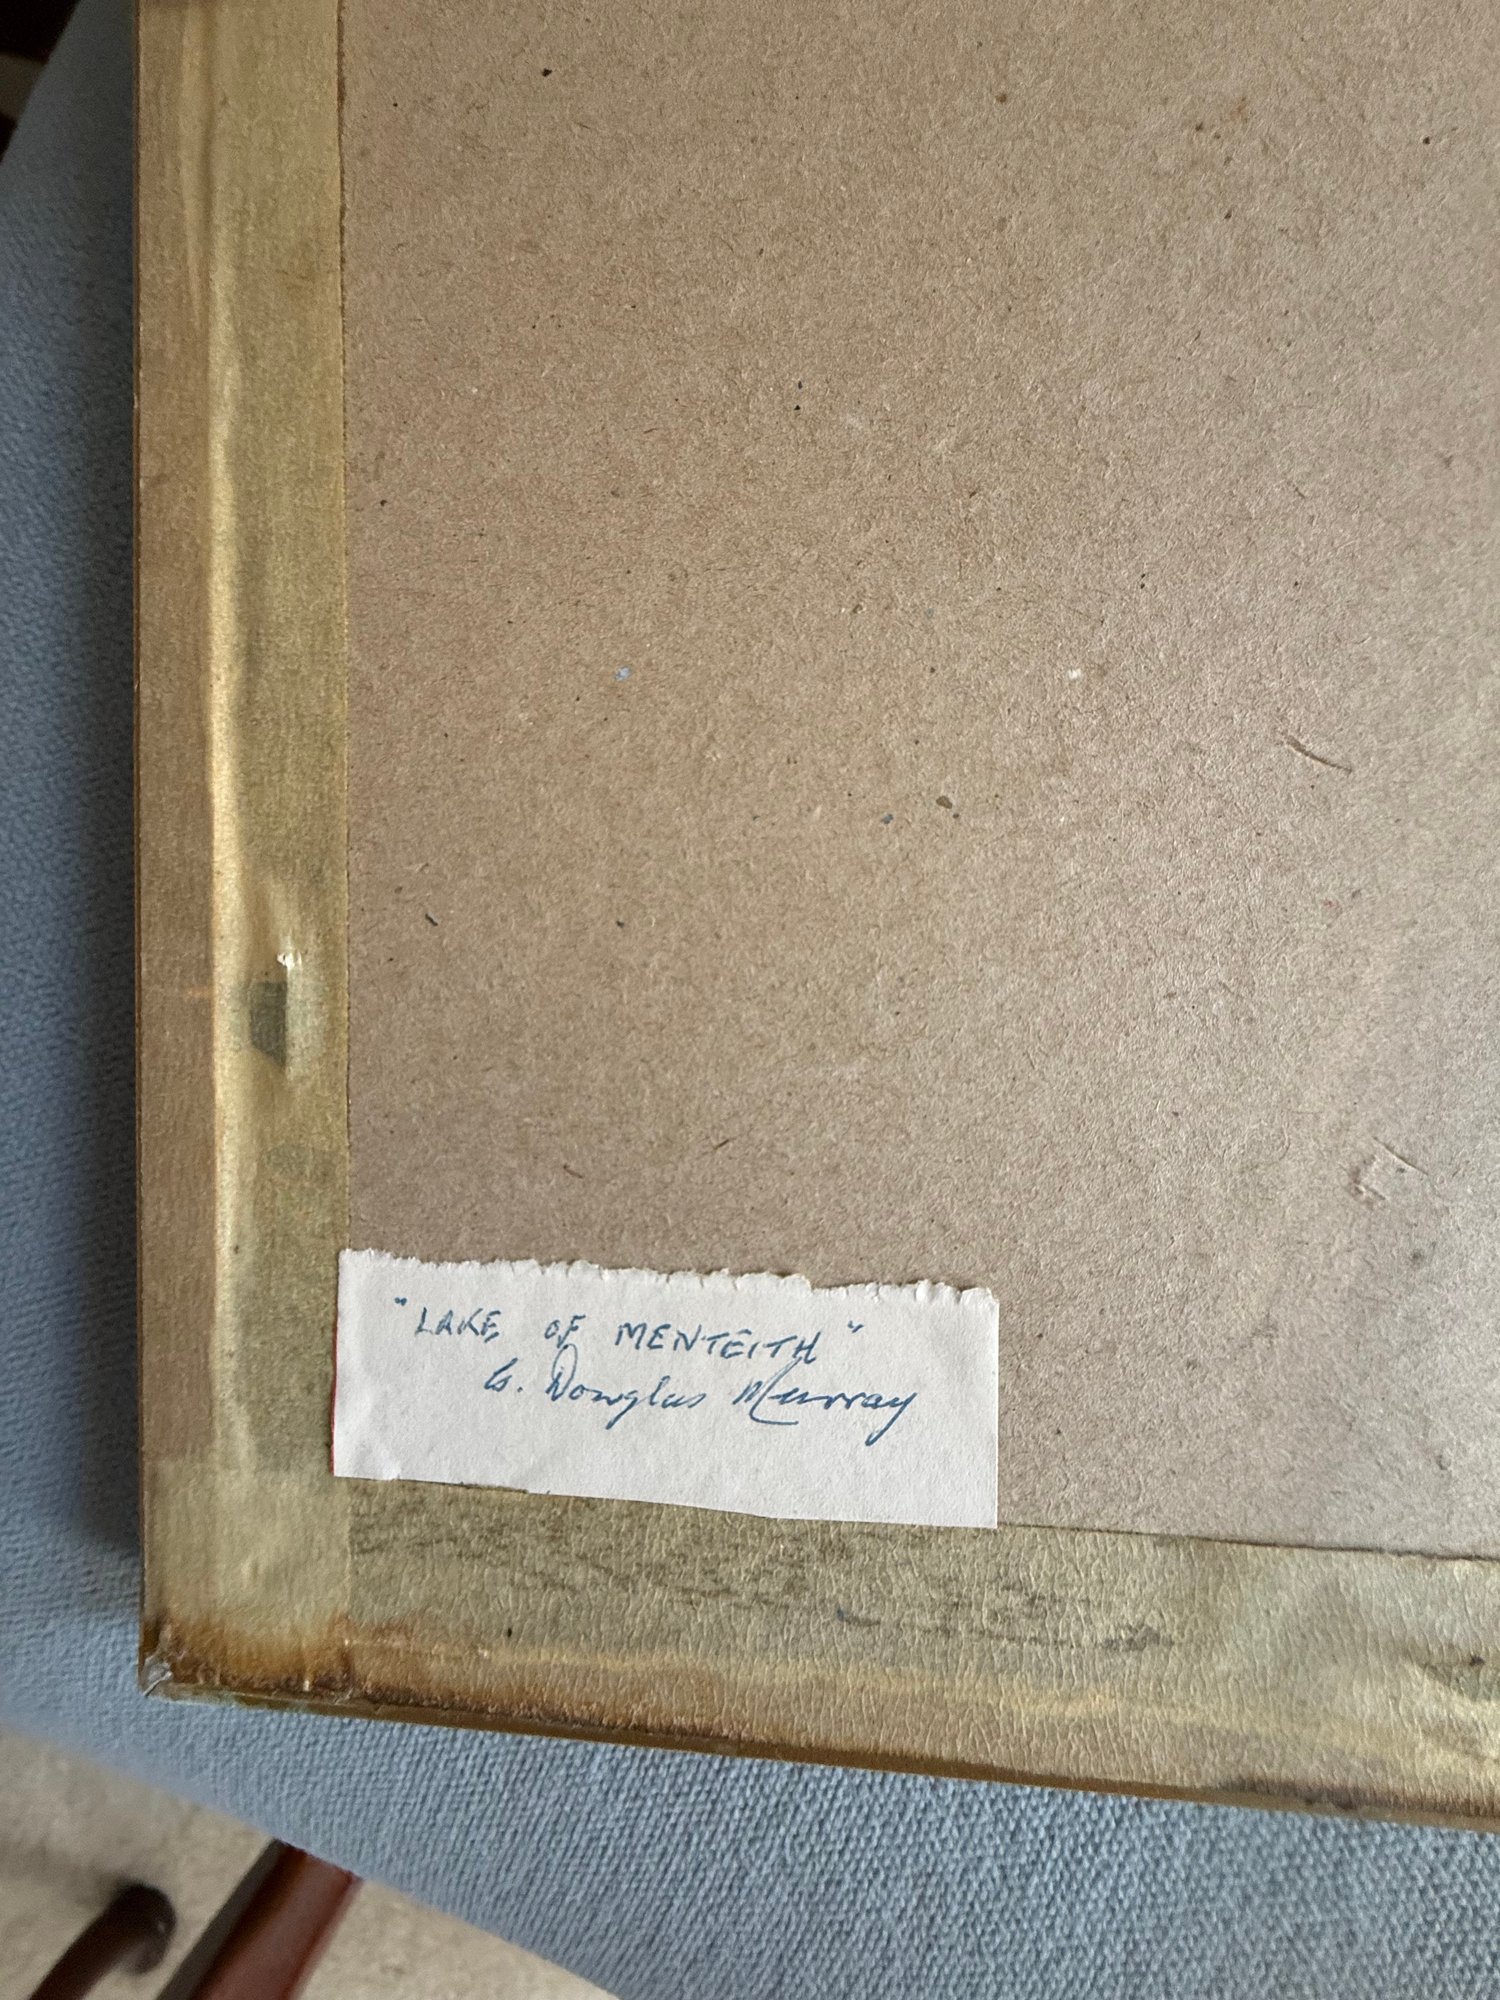 "LAKE OF MENTEITH"
G. Douglas Murray